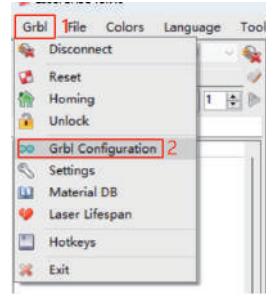 Grbl 1 File Colors Language Tool
Disconnect
Reset
1
Homing
Unlock
Grbl Configuration 2
Settings
Material DB
Laser Lifespan
Hotkeys
Exit